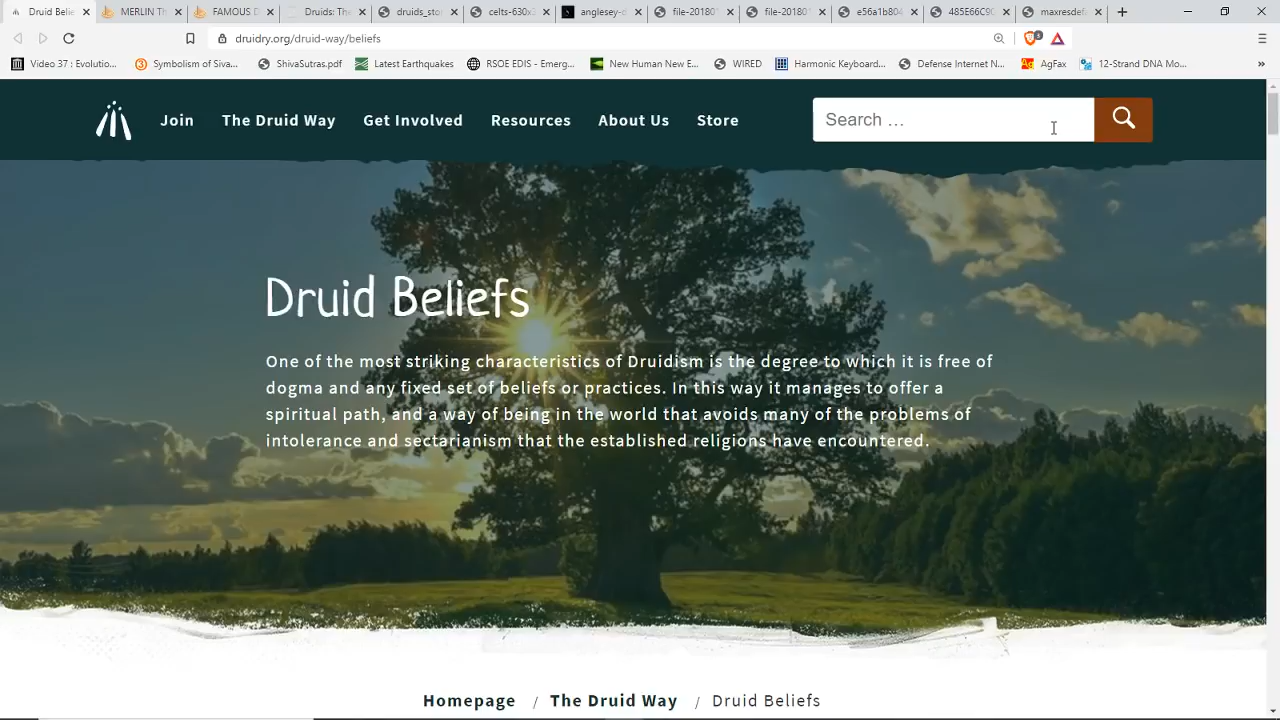 Druid Belie
MERLIN Th
FAMOUS D
Druids: The
druids_sto
celts-630x
anglesey-d
file-20180
file-20180
e56a1b804
485E66C90
maxresdef
druidry.org/druid-way/beliefs
3
Video 37 : Evolutio...
Symbolism of Siva...
ShivaSutras.pdf
Latest Earthquakes
RSOE EDIS - Emerg...
New Human New E...
WIRED
Harmonic Keyboard...
Defense Internet N...
Ag AgFax
12-Strand DNA Mo...
»
Join
The Druid Way
Get Involved
Resources
About Us
Store
Search ...
Druid Beliefs
One of the most striking characteristics of Druidism is the degree to which it is free of
dogma and any fixed set of beliefs or practices. In this way it manages to offer a
spiritual path, and a way of being in the world that avoids many of the problems of
intolerance and sectarianism that the established religions have encountered.
Homepage / The Druid Way / Druid Beliefs